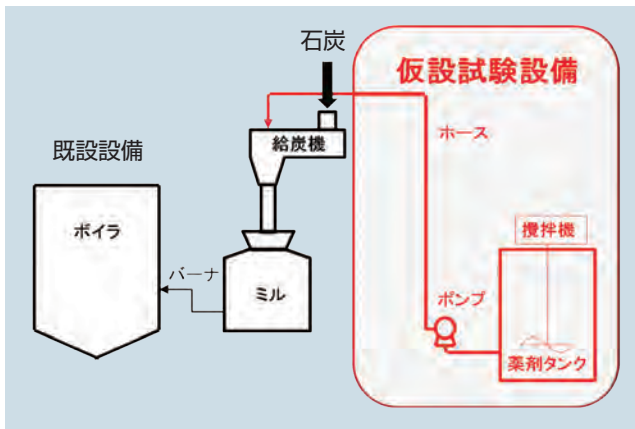 石炭
仮設試験設備
ホース
給炭機
既設設備
ボイラ
バーナ
ミル
ポンプ
攪拌機
薬剤タンク